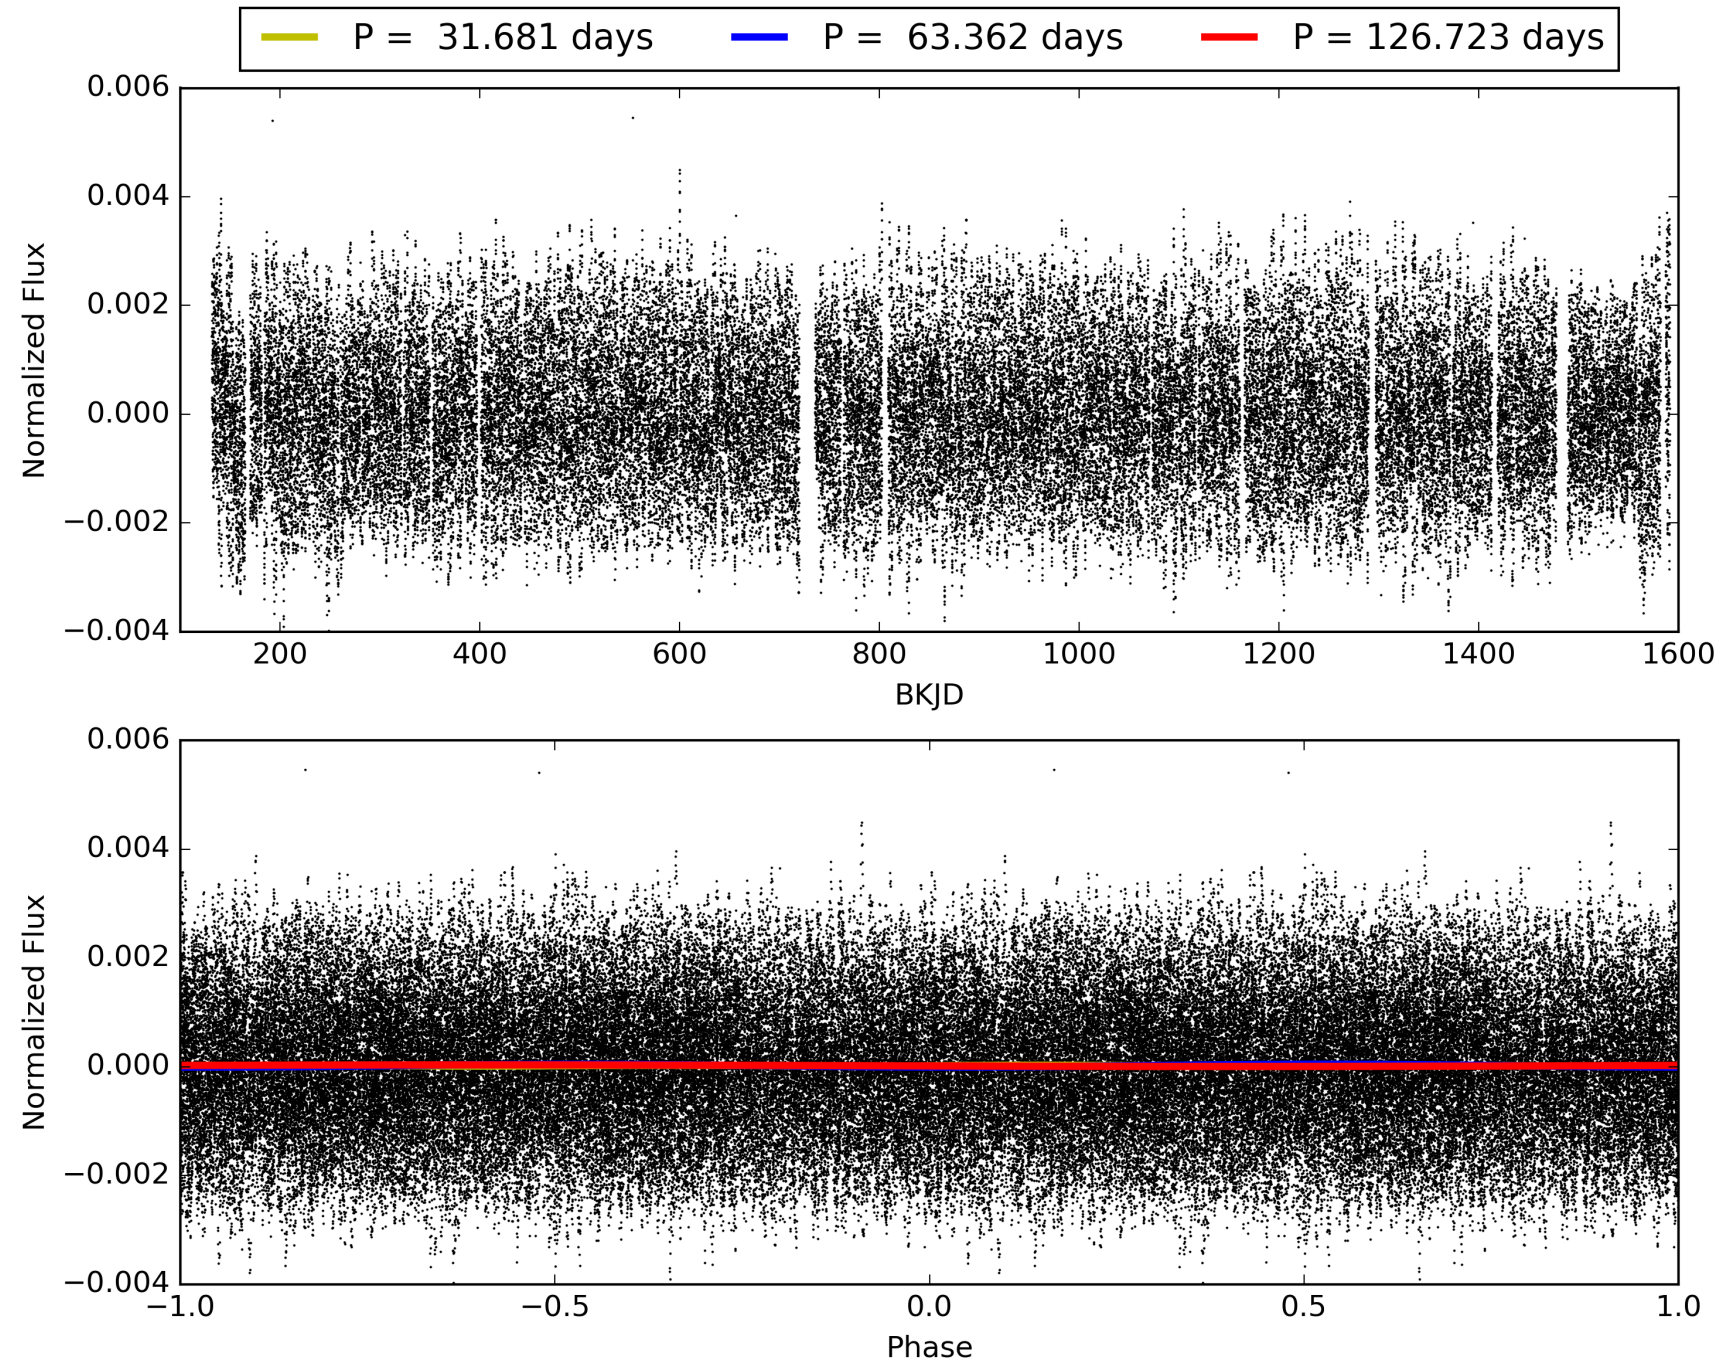 P =  31.681 days P =  63.362 days P = 126.723 days
0.006
0.004
0.002
0.000
−0.002
−0.004
Normalized Flux
200 400 600 800 1000 1200 1400 1600
BKJD
0.006
0.004
0.002
0.000
−0.002
−0.004
Normalized Flux
−1.0 −0.5 0.0 0.5 1.0
Phase